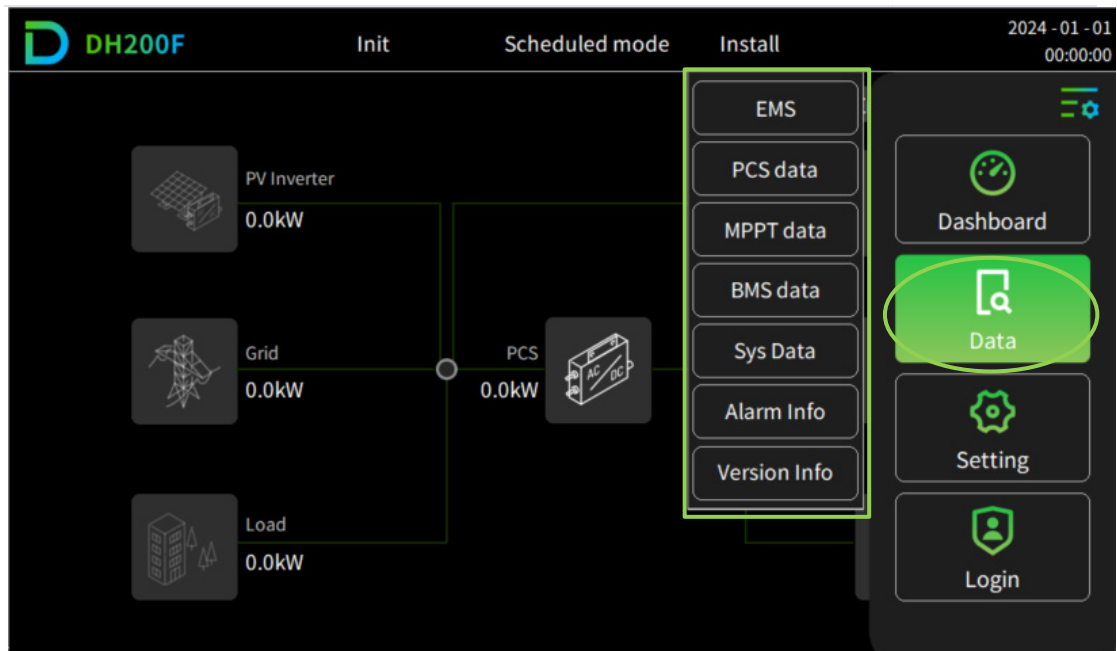 DH200F
Init
Scheduled mode
Install
2024 - 01 - 01
00:00:00
PV Inverter
0.0kW
Grid
0.0kW
PCS
0.0kW
AC
DC
Load
0.0kW
EMS
PCS data
MPPT data
BMS data
Sys Data
Alarm Info
Version Info
Dashboard
Data
Setting
Login